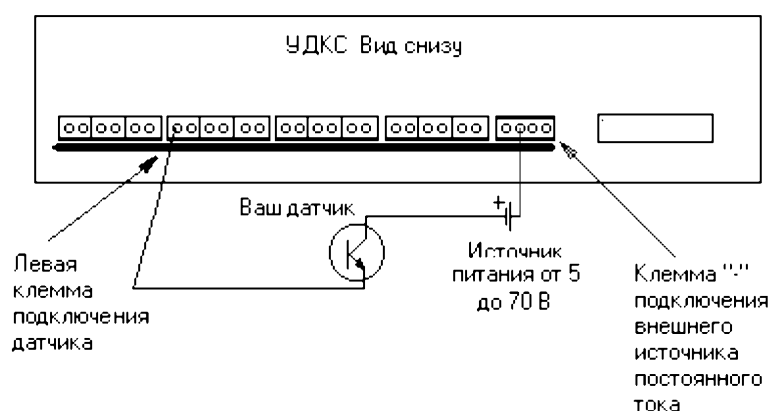 УДКС Вид снизу
Ваш датчик
+
Источник
питания от 5
до 70 В
Левая
клемма
подключения
датчика
Клемма "-"
подключения
внешнего
источника
постоянного
тока